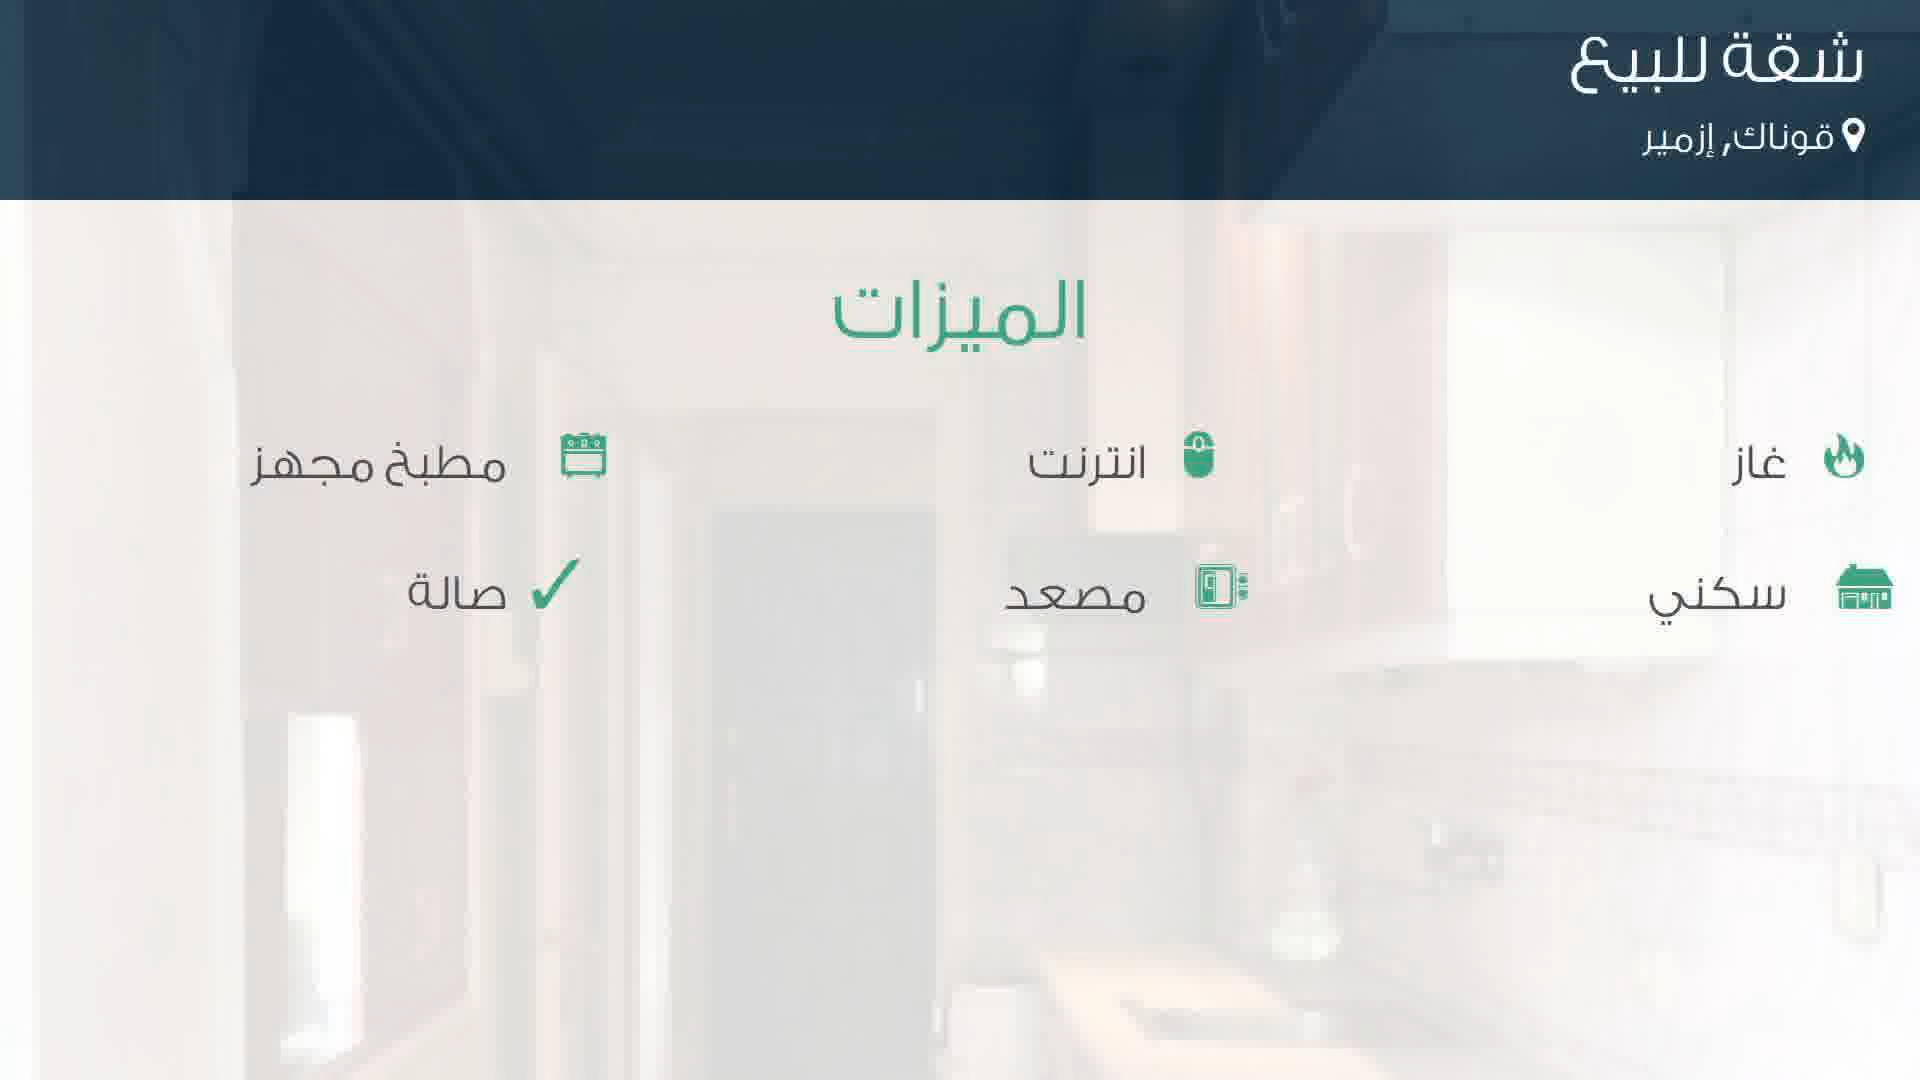 شقة للبيع
قوناك, إزمير
الميزات
غاز انترنت مطبخ مجهز
سكني مصعد صالة